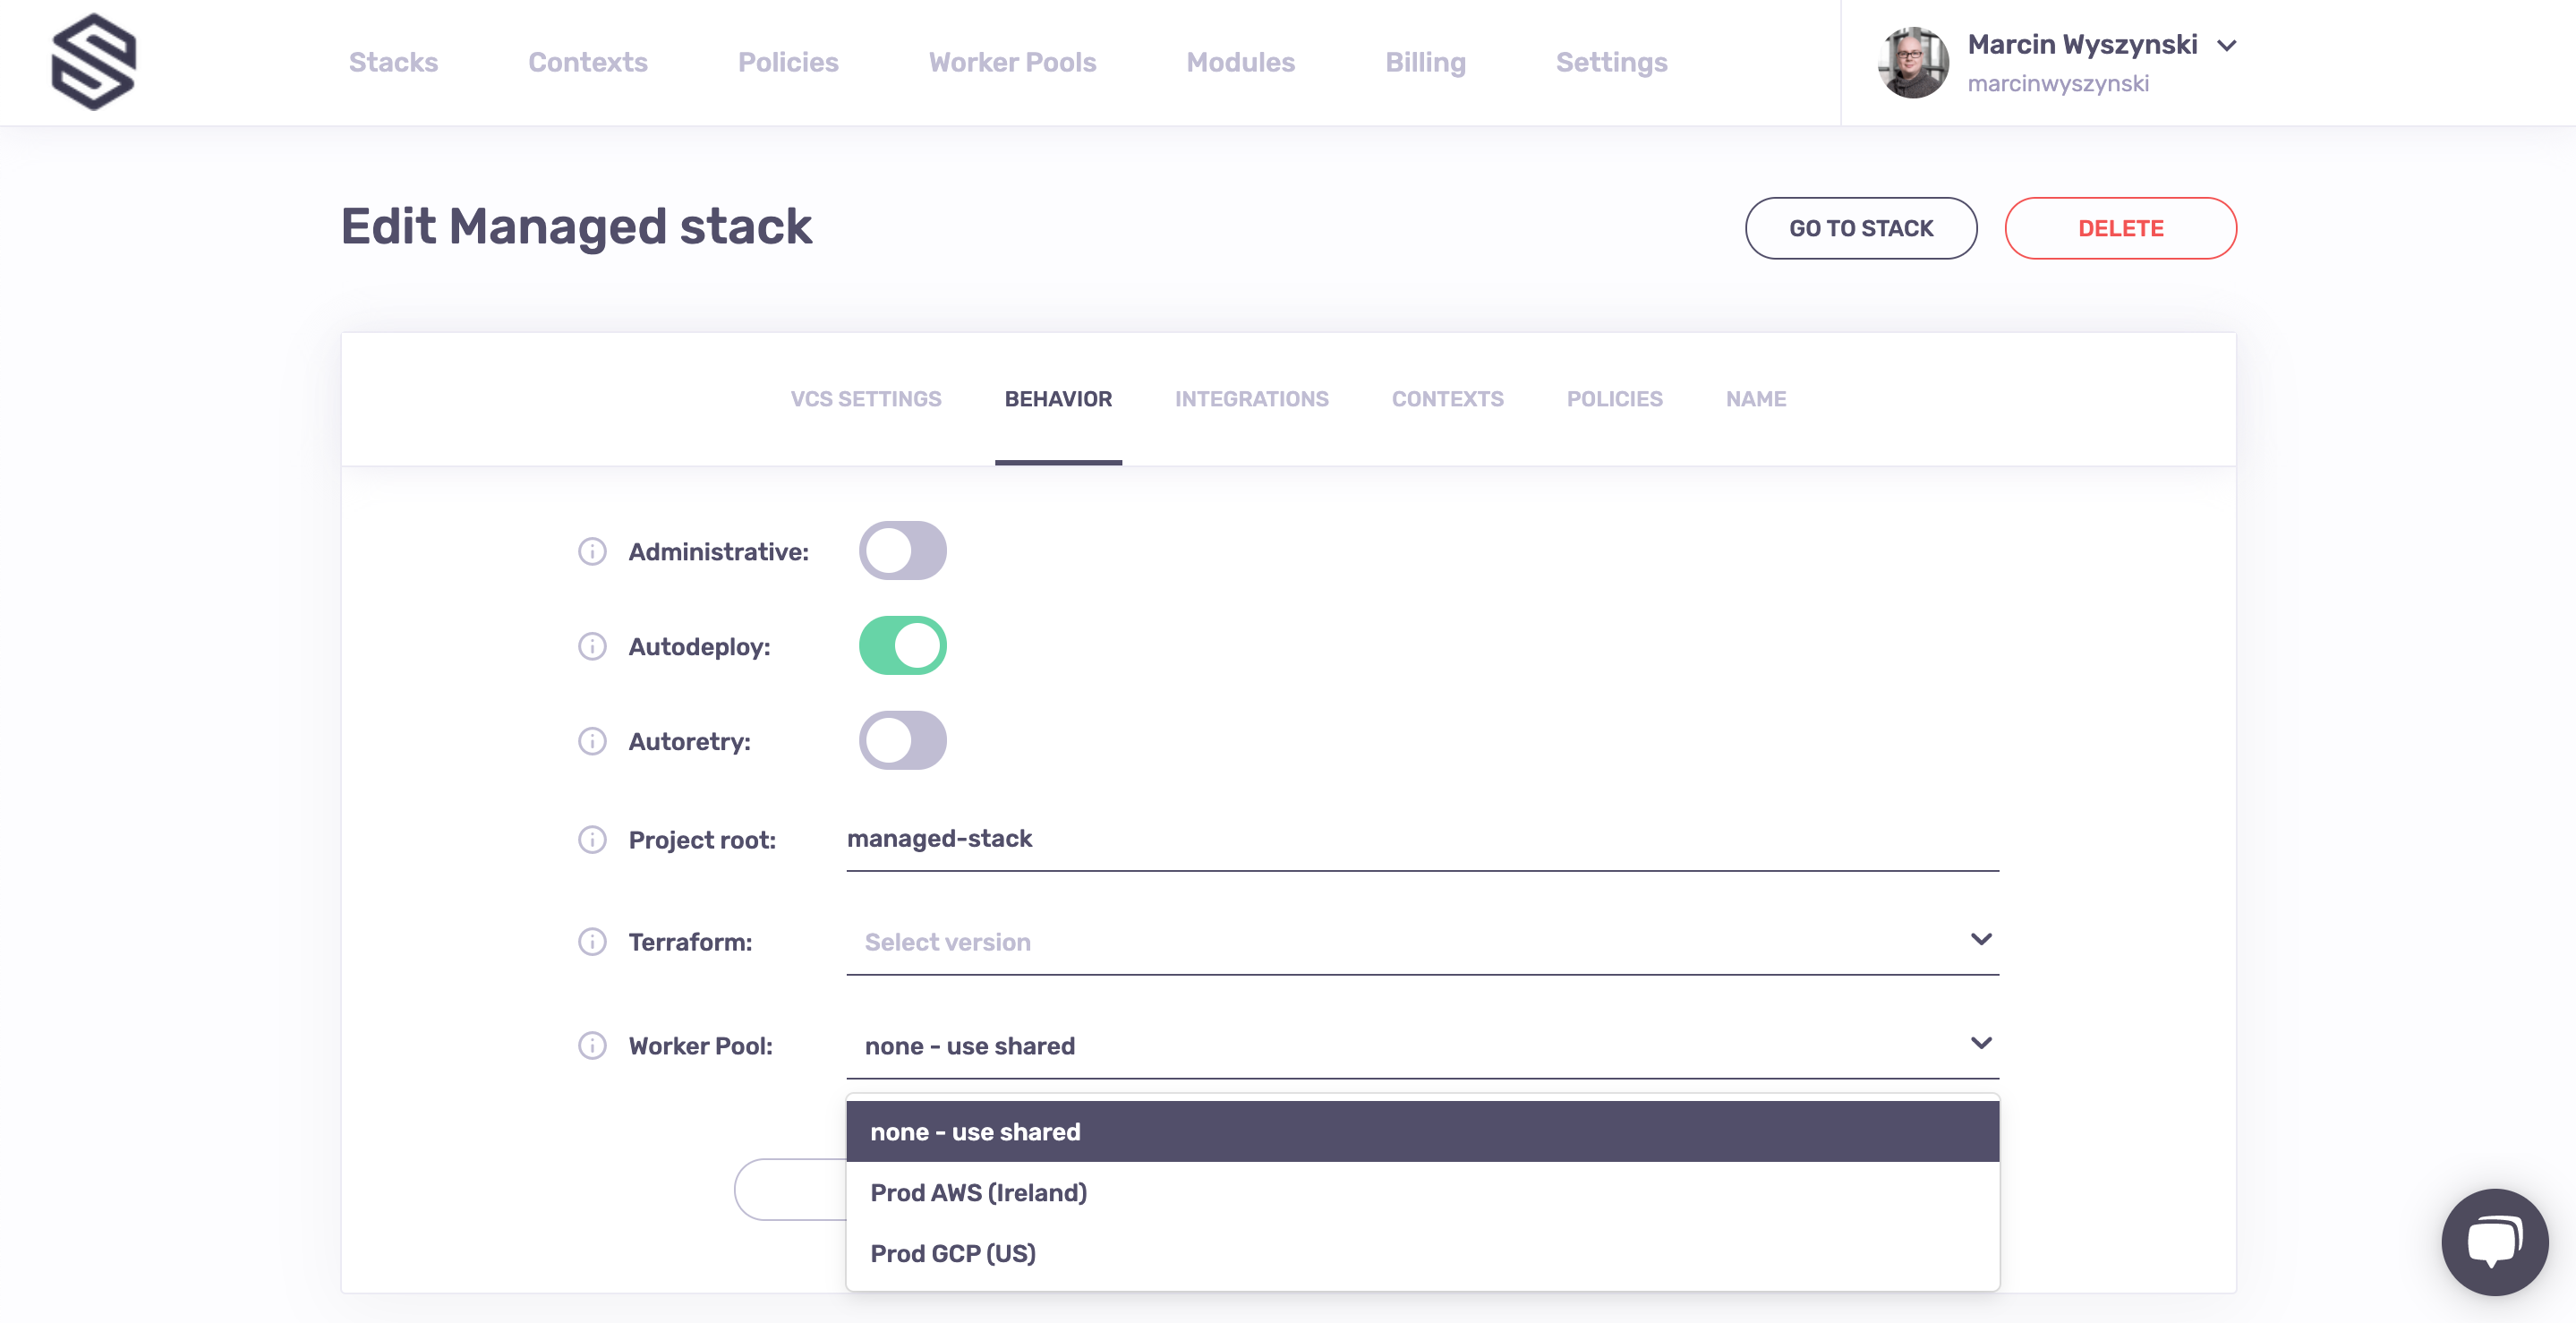 Stacks Contexts Policies Worker Pools Modules Billing Settings
Marcin Wyszynski
marcinwyszynski
Edit Managed stack
GO TO STACK DELETE
VCS SETTINGS BEHAVIOR INTEGRATIONS CONTEXTS POLICIES NAME
Administrative:
Autodeploy:
Autoretry:
Project root: managed-stack
Terraform: Select version
Worker Pool: none - use shared
none - use shared
Prod AWS (Ireland)
Prod GCP (US)